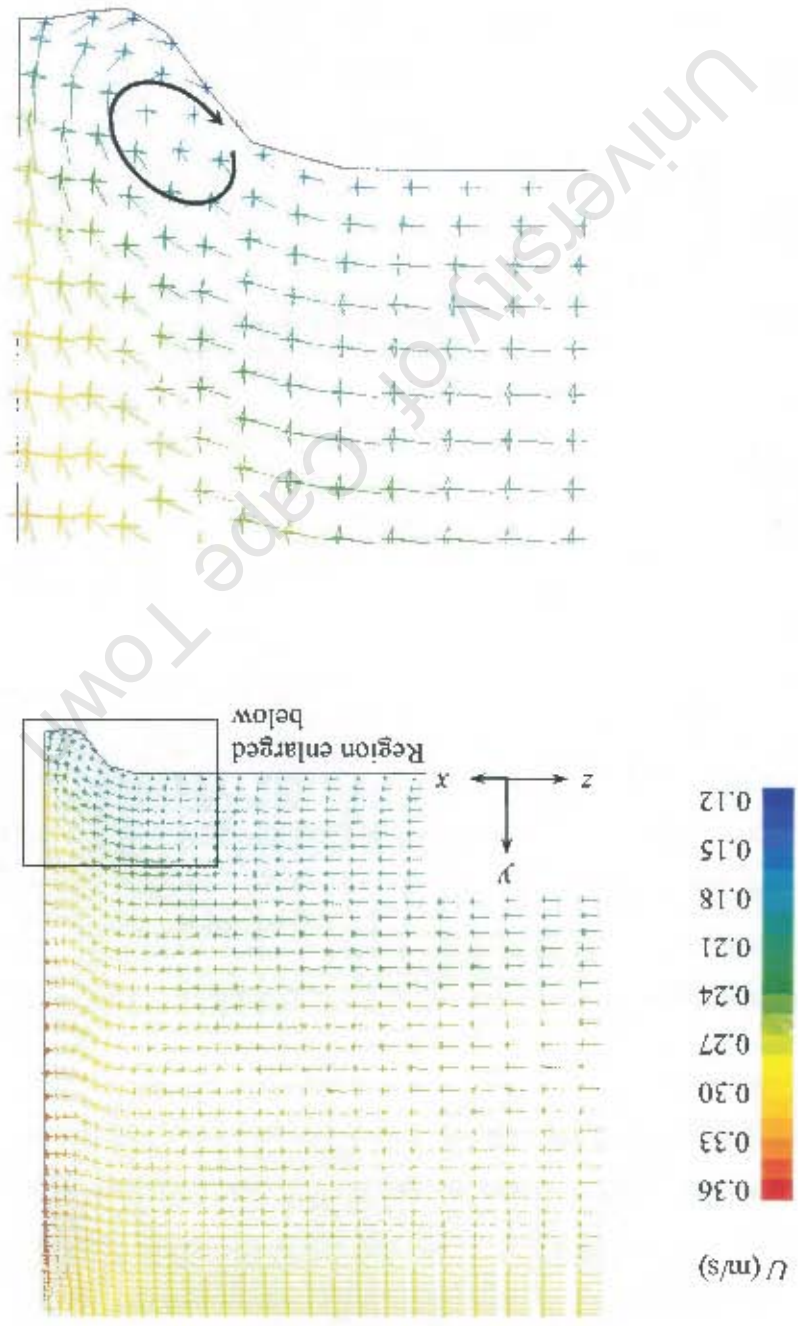 U (m/s)
0.36
0.33
0.30
0.27
0.24
0.21
0.18
0.15
0.12
y
z
x
Region enlarged
below
University of Cape Town